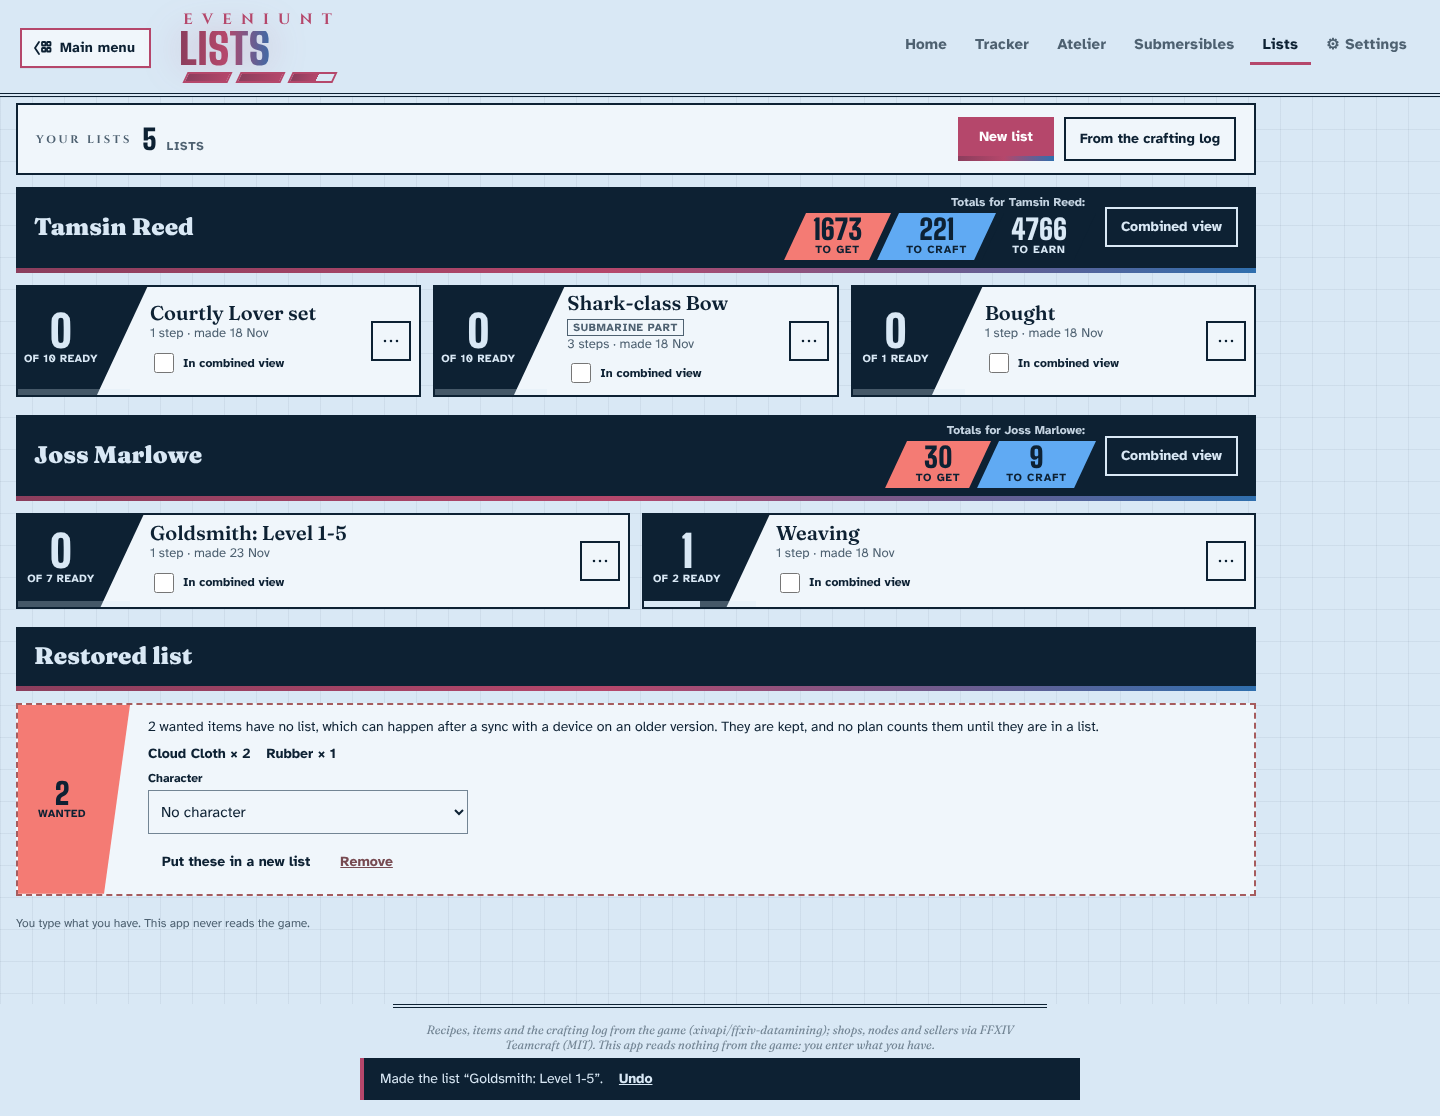 Main menu
EVENIUNT
LISTS
Home
Tracker
Atelier
Submersibles
Lists
⚙ Settings
YOUR LISTS 5 LISTS
New list
From the crafting log
Tamsin Reed
Totals for Tamsin Reed:
1673 TO GET
221 TO CRAFT
4766 TO EARN
Combined view
0
OF 10 READY
Courtly Lover set
1 step · made 18 Nov
In combined view
...
0
OF 10 READY
Shark-class Bow
SUBMARINE PART
3 steps · made 18 Nov
In combined view
...
0
OF 1 READY
Bought
1 step · made 18 Nov
In combined view
...
Joss Marlowe
Totals for Joss Marlowe:
30 TO GET
9 TO CRAFT
Combined view
0
OF 7 READY
Goldsmith: Level 1-5
1 step · made 23 Nov
In combined view
...
1
OF 2 READY
Weaving
1 step · made 18 Nov
In combined view
...
Restored list
2
WANTED
2 wanted items have no list, which can happen after a sync with a device on an older version. They are kept, and no plan counts them until they are in a list.
Cloud Cloth × 2 Rubber × 1
Character
No character
Put these in a new list
Remove
You type what you have. This app never reads the game.
Recipes, items and the crafting log from the game (xivapi/ffxiv-datamining); shops, nodes and sellers via FFXIV
Teamcraft (MIT). This app reads nothing from the game: you enter what you have.
Made the list “Goldsmith: Level 1-5”. Undo